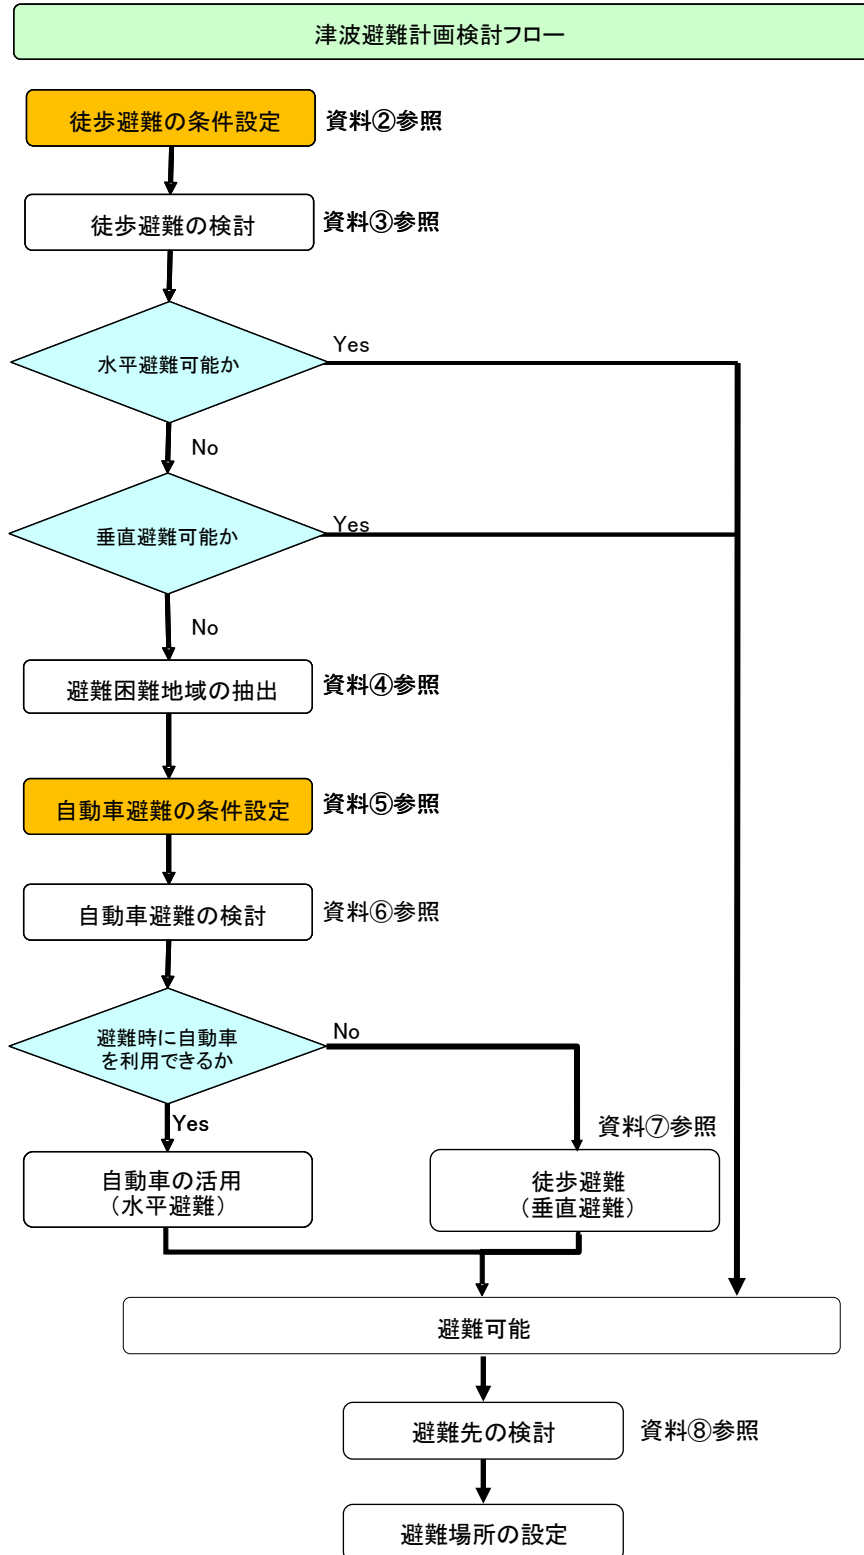 津波避難計画検討フロー
徒歩避難の条件設定
資料②参照
徒歩避難の検討
資料③参照
水平避難可能か
Yes
No
垂直避難可能か
Yes
No
避難困難地域の抽出
資料④参照
自動車避難の条件設定
資料⑤参照
自動車避難の検討
資料⑥参照
避難時に自動車
を利用できるか
No
Yes
資料⑦参照
自動車の活用
（水平避難）
徒歩避難
（垂直避難）
避難可能
避難先の検討
資料⑧参照
避難場所の設定